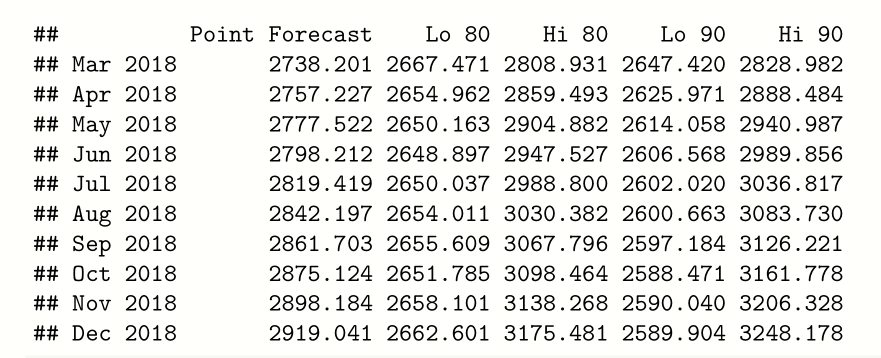 ## Point Forecast Lo 80 Hi 80 Lo 90 Hi 90
## Mar 2018 2738.201 2667.471 2808.931 2647.420 2828.982
## Apr 2018 2757.227 2654.962 2859.493 2625.971 2888.484
## May 2018 2777.522 2650.163 2904.882 2614.058 2940.987
## Jun 2018 2798.212 2648.897 2947.527 2606.568 2989.856
## Jul 2018 2819.419 2650.037 2988.800 2602.020 3036.817
## Aug 2018 2842.197 2654.011 3030.382 2600.663 3083.730
## Sep 2018 2861.703 2655.609 3067.796 2597.184 3126.221
## Oct 2018 2875.124 2651.785 3098.464 2588.471 3161.778
## Nov 2018 2898.184 2658.101 3138.268 2590.040 3206.328
## Dec 2018 2919.041 2662.601 3175.481 2589.904 3248.178